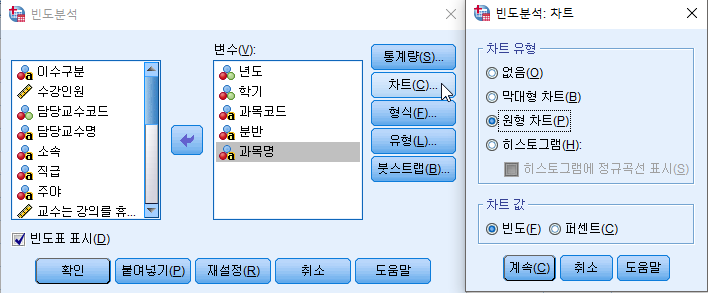 빈도분석
변수(V):
이수구분
수강인원
담당교수코드
담당교수명
소속
직급
주야
교수는 강의를 휴...
년도
학기
과목코드
분반
과목명
통계량(S)...
차트(C)...
형식(F)...
유형(L)...
붓스트랩(B)...
빈도표 표시(D)
확인
붙여넣기(P)
재설정(R)
취소
도움말
빈도분석: 차트
차트 유형
없음(O)
막대형 차트(B)
원형 차트(P)
히스토그램(H):
히스토그램에 정규곡선 표시(S)
차트 값
빈도(F) 퍼센트(C)
계속(C) 취소 도움말